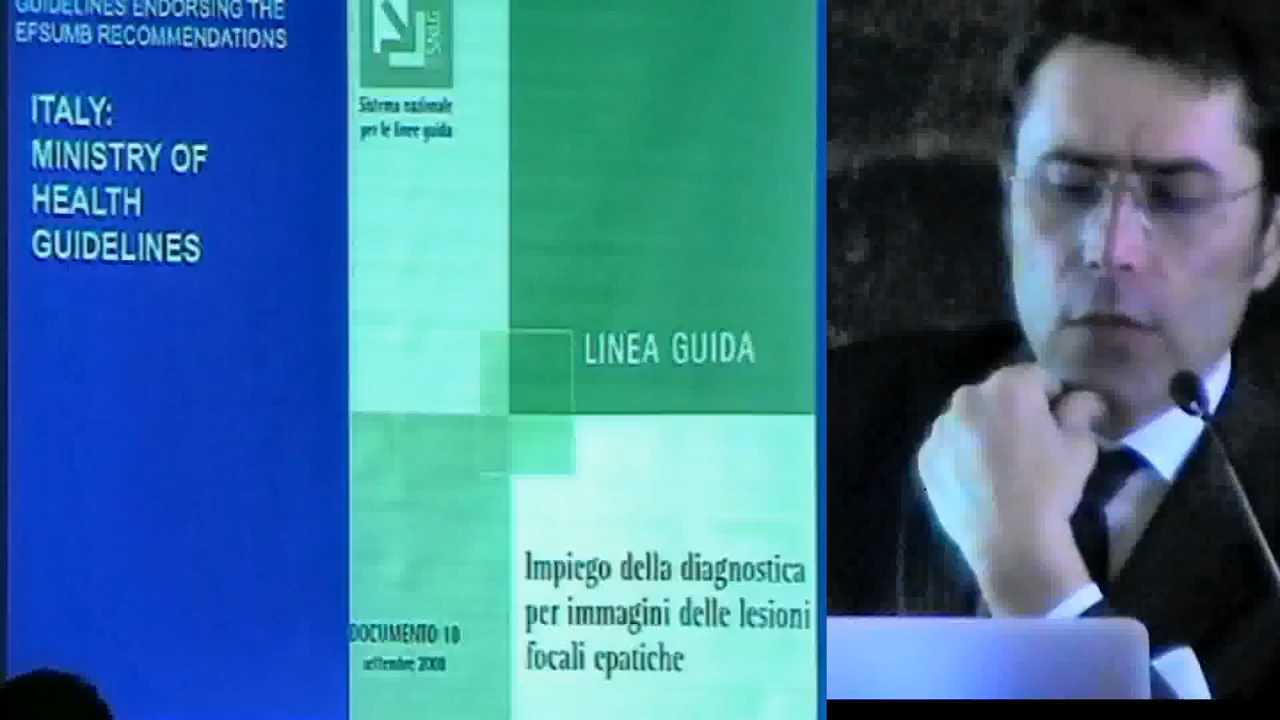 GUIDELINES ENDORSING THE
EFSUMB RECOMMENDATIONS
ITALY:
MINISTRY OF
HEALTH
GUIDELINES
SNLG
Sistema nazionale
per le linee guida
LINEA GUIDA
Impiego della diagnostica
per immagini delle lesioni
focali epatiche
DOCUMENTO 10
settembre 2008